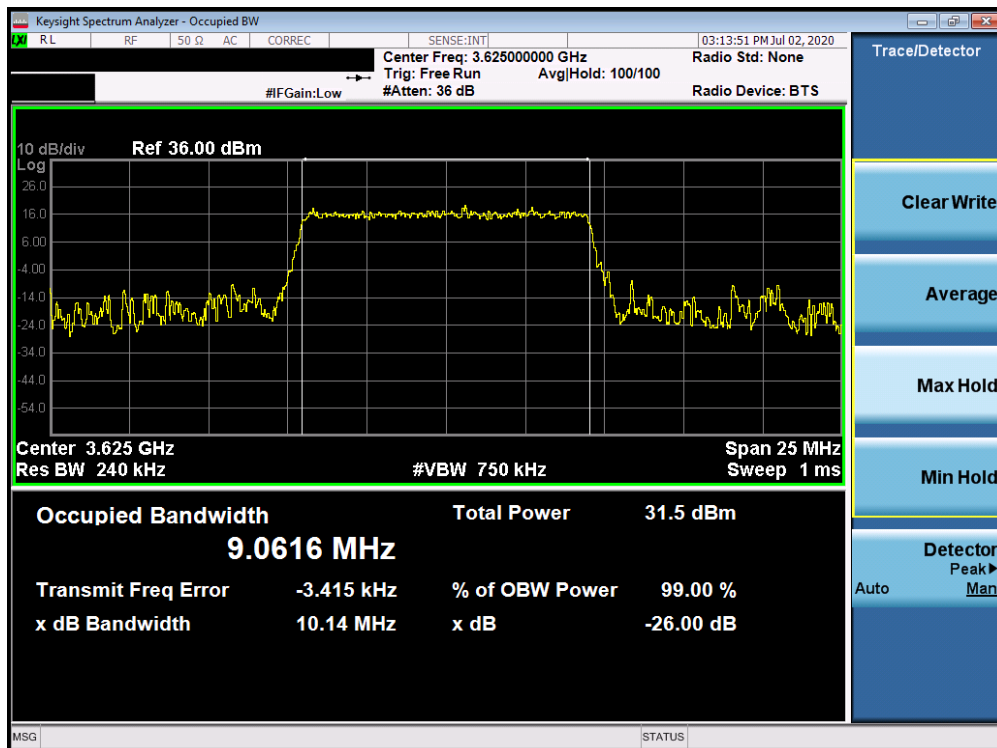 Keysight Spectrum Analyzer - Occupied BW
LXI RL RF 50 Ω AC CORREC SENSE:INT 03:13:51 PM Jul 02, 2020
Center Freq: 3.625000000 GHz Radio Std: None
Trig: Free Run Avg|Hold: 100/100
#IFGain:Low #Atten: 36 dB Radio Device: BTS
10 dB/div Ref 36.00 dBm
Log
26.0
16.0
6.00
-4.00
-14.0
-24.0
-34.0
-44.0
-54.0
Center 3.625 GHz Span 25 MHz
Res BW 240 kHz #VBW 750 kHz Sweep 1 ms
Occupied Bandwidth Total Power 31.5 dBm
9.0616 MHz
Transmit Freq Error -3.415 kHz % of OBW Power 99.00 %
x dB Bandwidth 10.14 MHz x dB -26.00 dB
MSG STATUS
Trace/Detector
Clear Write
Average
Max Hold
Min Hold
Detector
Peak▶
Auto Man